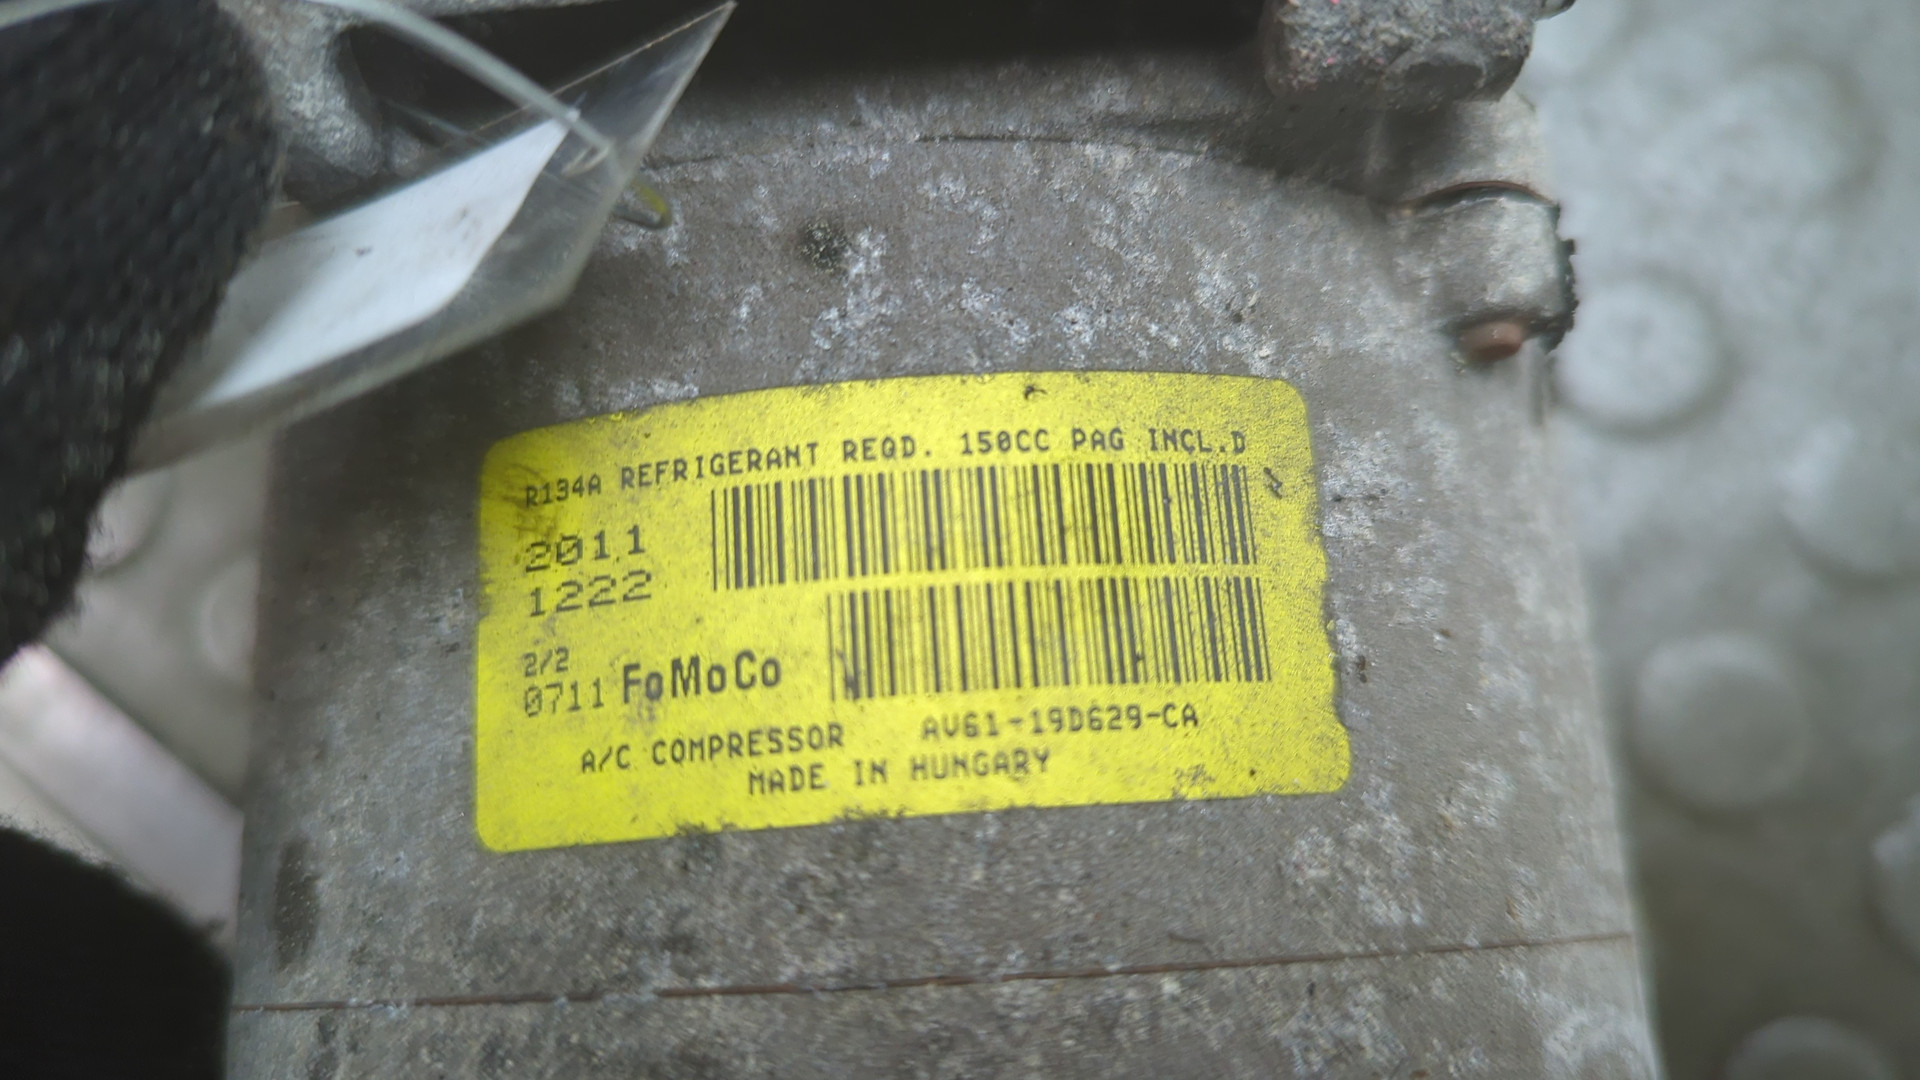 R134A REFRIGERANT REQD. 150CC PAG INCL.D
2011
1222
2/2
0711 FoMoCo
A/C COMPRESSOR AV61-19D629-CA
MADE IN HUNGARY